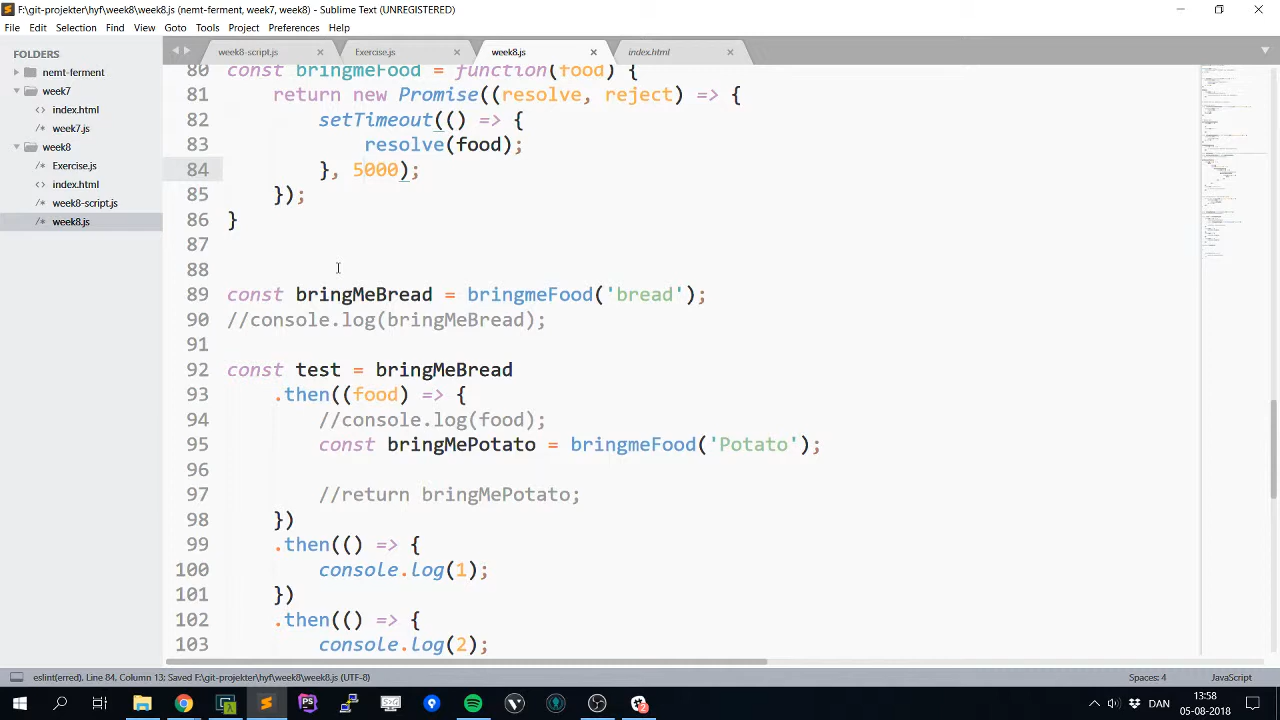 F:\git-projekter\hyf\week8\week8.js (nemt-ferment, week7, week8) - Sublime Text (UNREGISTERED)
File Edit Selection Find View Goto Tools Project Preferences Help
FOLDERS
nemt-ferment
week7
index.html
week7.js
week8
Exercise.js
index.html
week8-script.js
week8.js
week8-script.js × Exercise.js × week8.js × index.html ×
80 const bringmeFood = function(food) {
81 return new Promise((resolve, reject) => {
82 setTimeout(() =>
83 resolve(food)
84 }, 5000);
85 });
86 }
87
88
89 const bringMeBread = bringmeFood('bread');
90 //console.log(bringMeBread);
91
92 const test = bringMeBread
93 .then((food) => {
94 //console.log(food);
95 const bringMePotato = bringmeFood('Potato');
96
97 //return bringMePotato;
98 })
99 .then(() => {
100 console.log(1);
101 })
102 .then(() => {
103 console.log(2);
Line 84, Column 13; Saved F:\git-projekter\hyf\week8\week8.js (UTF-8)
Spaces: 4
JavaScript
DAN
13:58
05-08-2018